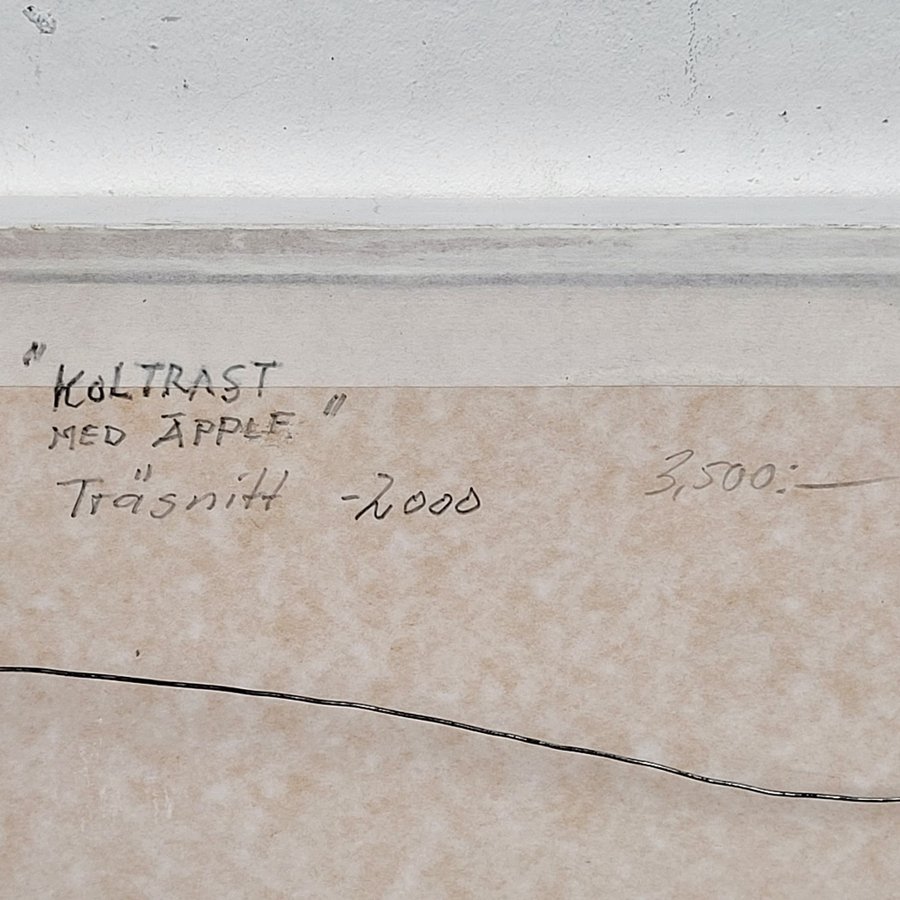 "KOLTRAST
MED ÄPPLE"
Träsnitt -2000
3,500:-